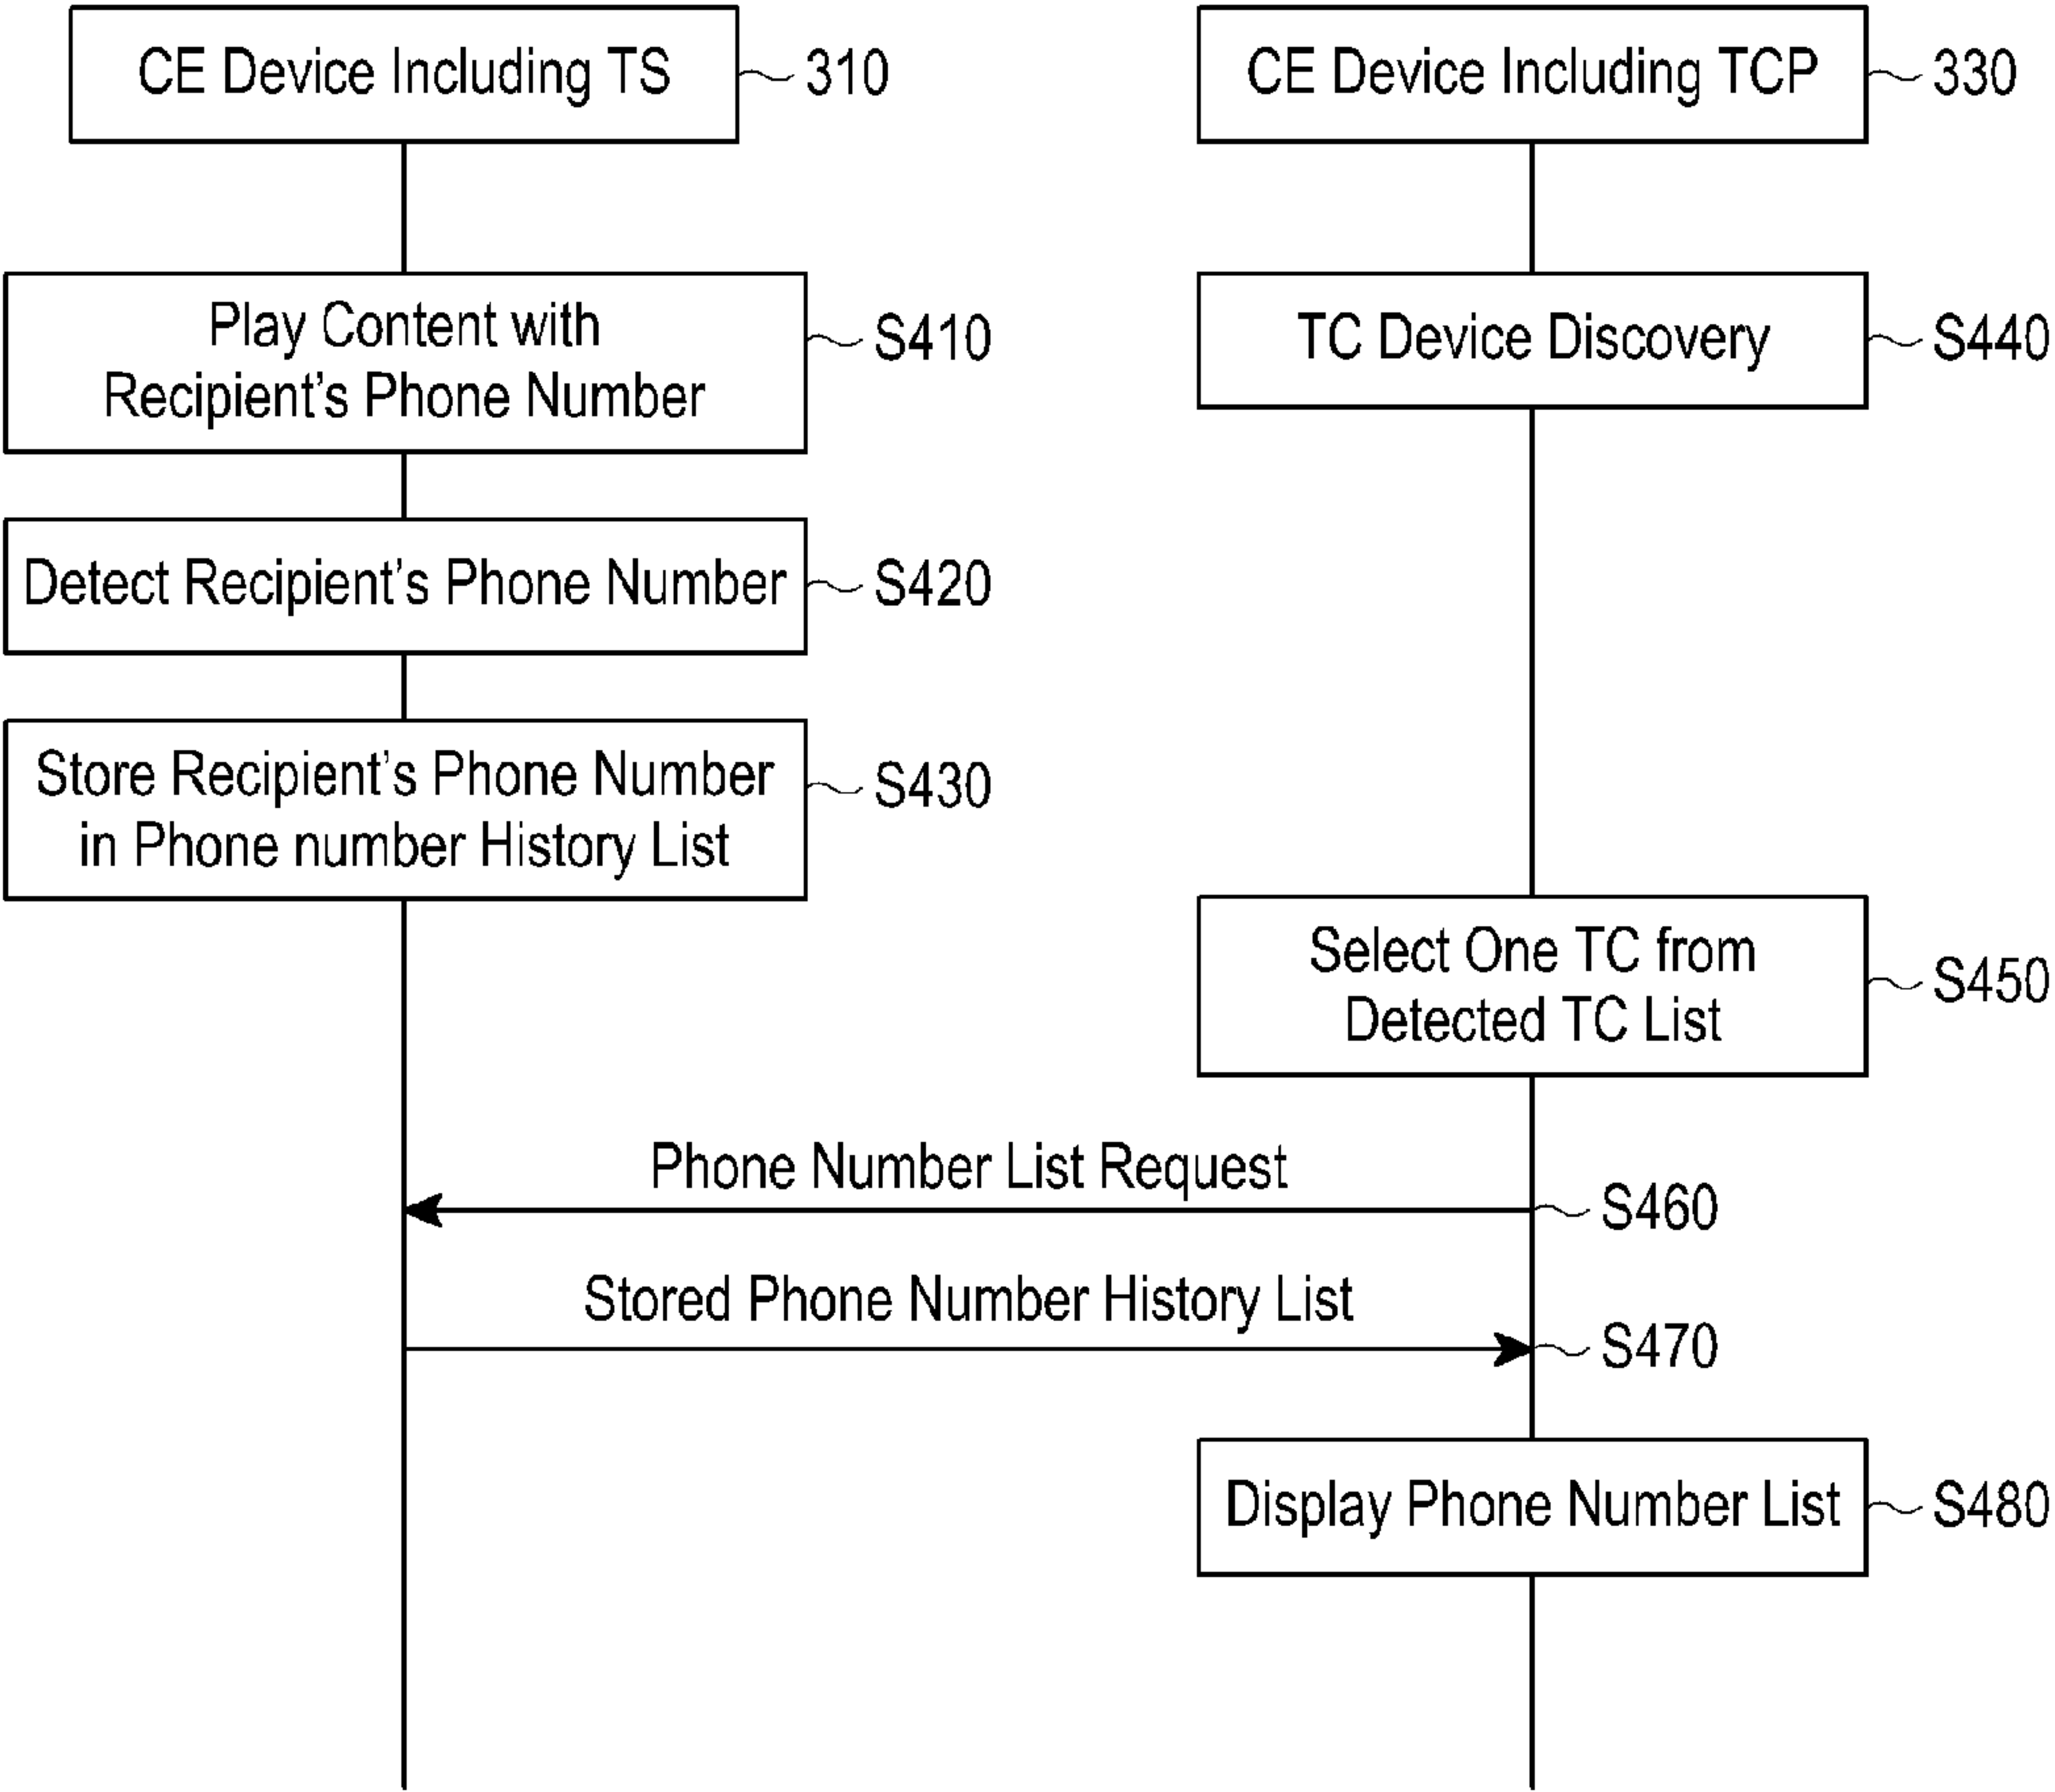 CE Device Including TS
310
CE Device Including TCP
330
Play Content with
Recipient's Phone Number
S410
TC Device Discovery
S440
Detect Recipient's Phone Number
S420
Store Recipient's Phone Number
in Phone number History List
S430
Select One TC from
Detected TC List
S450
Phone Number List Request
S460
Stored Phone Number History List
S470
Display Phone Number List
S480